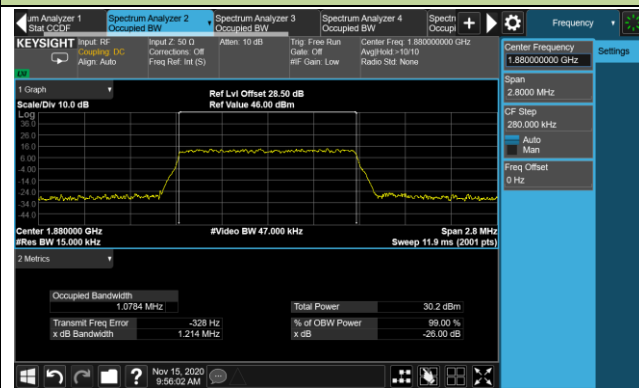 um Analyzer 1
Stat CCDF
Spectrum Analyzer 2
Occupied BW
Spectrum Analyzer 3
Occupied BW
Spectrum Analyzer 4
Occupied BW
Spectru
Occupi
Frequency
KEYSIGHT
Input: RF
Coupling: DC
Align: Auto
Input Z: 50 Ω
Corrections: Off
Freq Ref: Int (S)
Atten: 10 dB
Trig: Free Run
Gate: Off
#IF Gain: Low
Center Freq: 1.880000000 GHz
Avg|Hold:>10/10
Radio Std: None
Center Frequency
1.880000000 GHz
Settings
Span
2.8000 MHz
CF Step
280.000 kHz
Auto
Man
Freq Offset
0 Hz
1 Graph
Scale/Div 10.0 dB
Ref Lvl Offset 28.50 dB
Ref Value 46.00 dBm
Log
36.0
26.0
16.0
6.00
-4.00
-14.0
-24.0
-34.0
-44.0
Center 1.880000 GHz
#Res BW 15.000 kHz
#Video BW 47.000 kHz
Span 2.8 MHz
Sweep 11.9 ms (2001 pts)
2 Metrics
Occupied Bandwidth
1.0784 MHz
Total Power 30.2 dBm
Transmit Freq Error -328 Hz
% of OBW Power 99.00 %
x dB Bandwidth 1.214 MHz
x dB -26.00 dB
Nov 15, 2020
9:56:02 AM